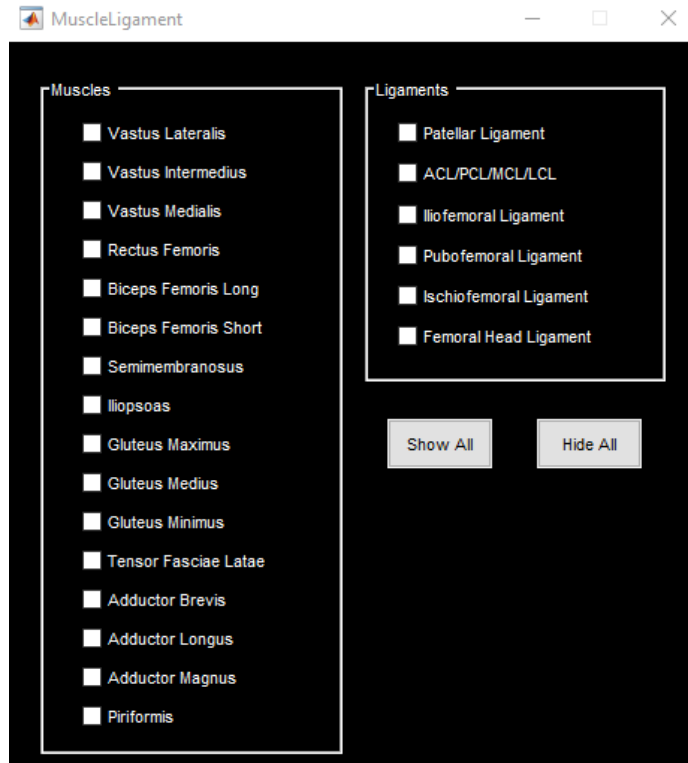 MuscleLigament
Muscles
Vastus Lateralis
Vastus Intermedius
Vastus Medialis
Rectus Femoris
Biceps Femoris Long
Biceps Femoris Short
Semimembranosus
Iliopsoas
Gluteus Maximus
Gluteus Medius
Gluteus Minimus
Tensor Fasciae Latae
Adductor Brevis
Adductor Longus
Adductor Magnus
Piriformis
Ligaments
Patellar Ligament
ACL/PCL/MCL/LCL
Iliofemoral Ligament
Pubofemoral Ligament
Ischiofemoral Ligament
Femoral Head Ligament
Show All
Hide All